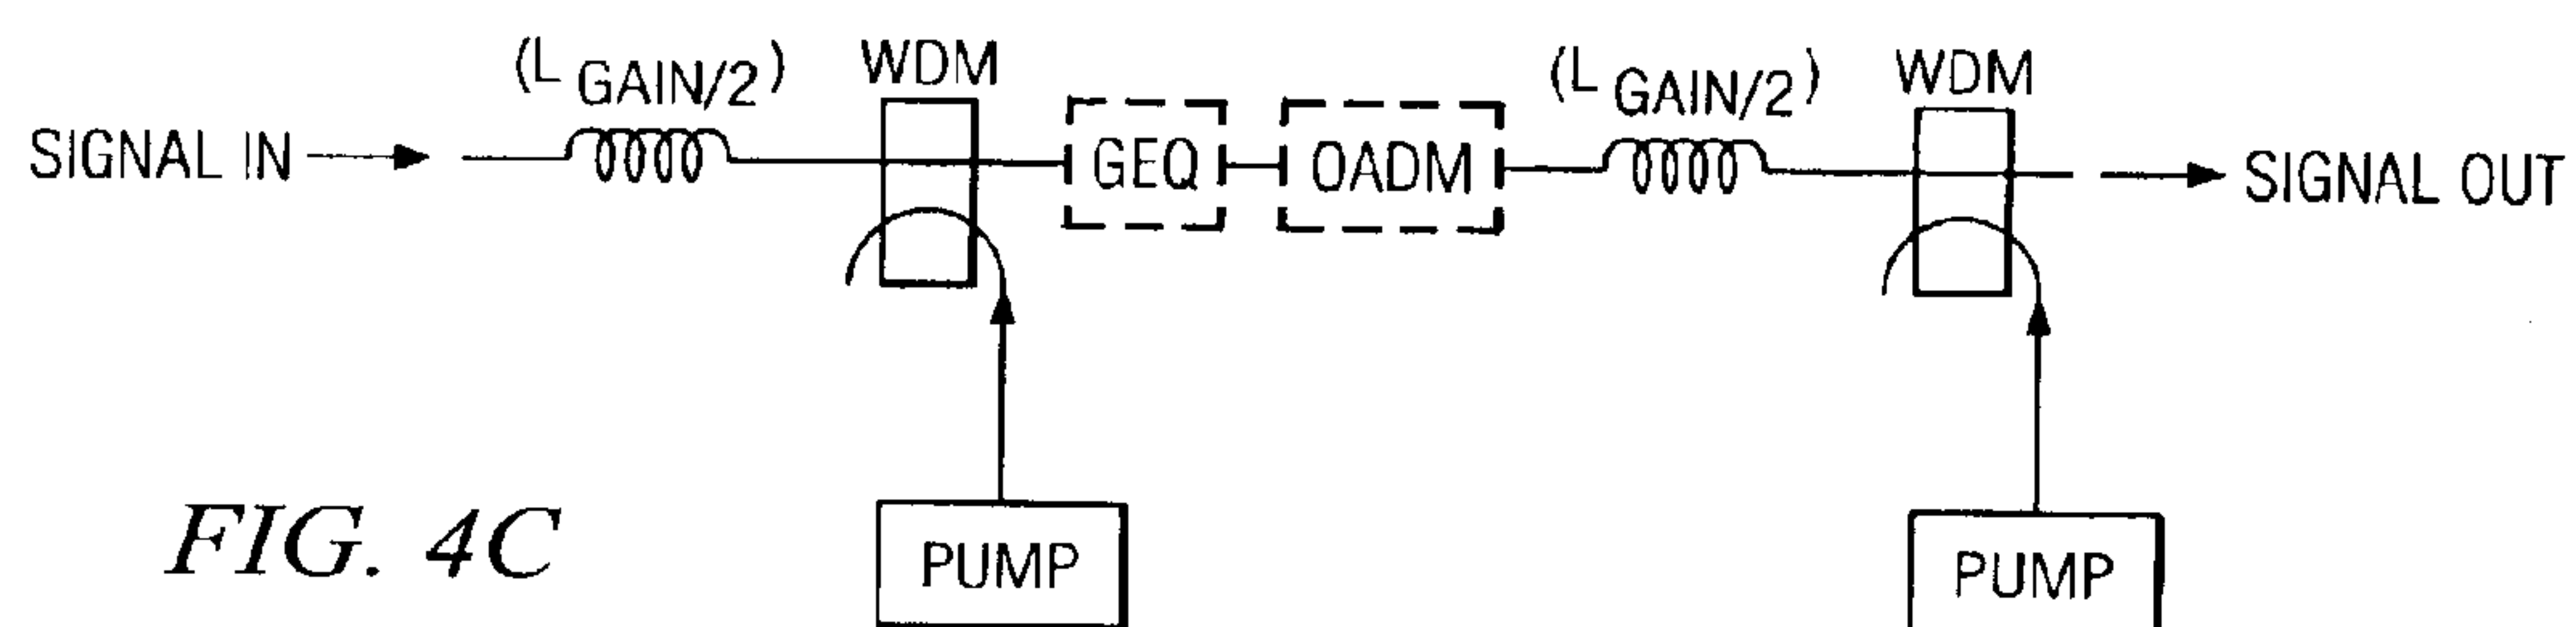 (L GAIN/2) WDM (L GAIN/2) WDM
SIGNAL IN GEQ OADM SIGNAL OUT
FIG. 4C PUMP PUMP